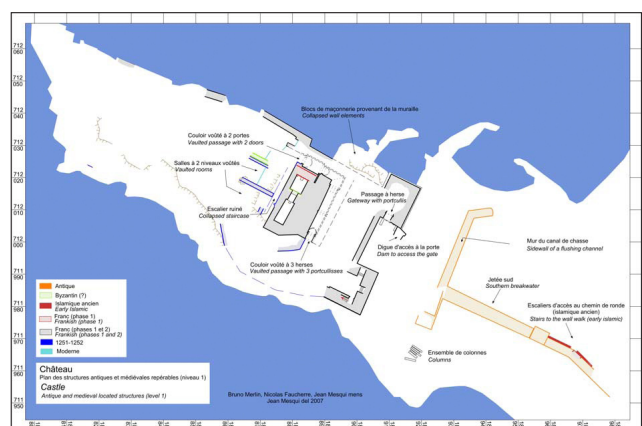 712
060
712
050
712
040
712
030
712
020
712
010
712
000
711
990
711
980
711
970
711
960
711
950
Blocs de maçonnerie provenant de la muraille
Collapsed wall elements
Couloir voûté à 2 portes
Vaulted passage with 2 doors
Salles à 2 niveaux voûtés
Vaulted rooms
Escalier ruiné
Collapsed staircase
Passage à herse
Gateway with portcullis
Digue d'accès à la porte
Dam to access the gate
Couloir voûté à 3 herses
Vaulted passage with 3 portcullisses
Mur du canal de chasse
Sidewall of a flushing channel
Jetée sud
Southern breakwater
Escaliers d'accès au chemin de ronde
(islamique ancien)
Stairs to the wall walk (early islamic)
Ensemble de colonnes
Columns
Antique
Byzantin (?)
Islamique ancien
Early Islamic
Franc (phase 1)
Frankish (phase 1)
Franc (phases 1 et 2)
Frankish (phases 1 and 2)
1251-1252
Moderne
Château
Plan des structures antiques et médiévales repérables (niveau 1)
Castle
Antique and medieval located structures (level 1)
Bruno Merlin, Nicolas Faucherre, Jean Mesqui mens
Jean Mesqui del 2007